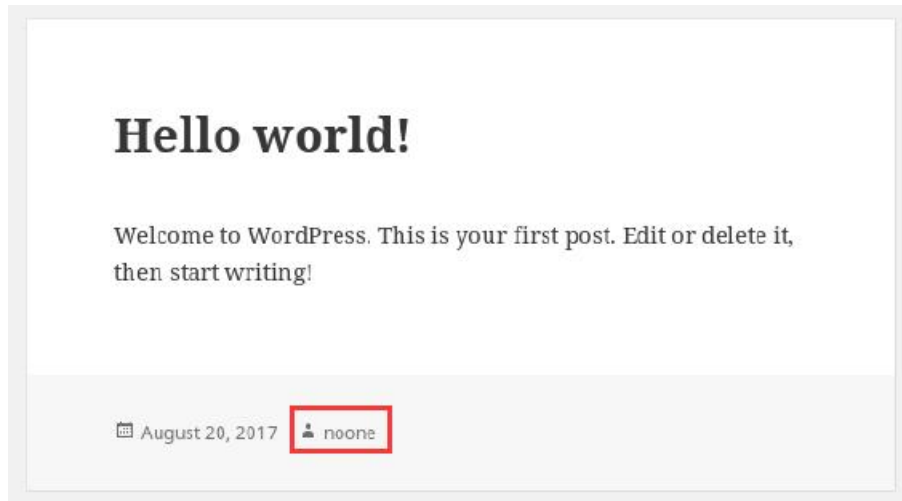 Hello world!
Welcome to WordPress. This is your first post. Edit or delete it,
then start writing!
August 20, 2017 noone